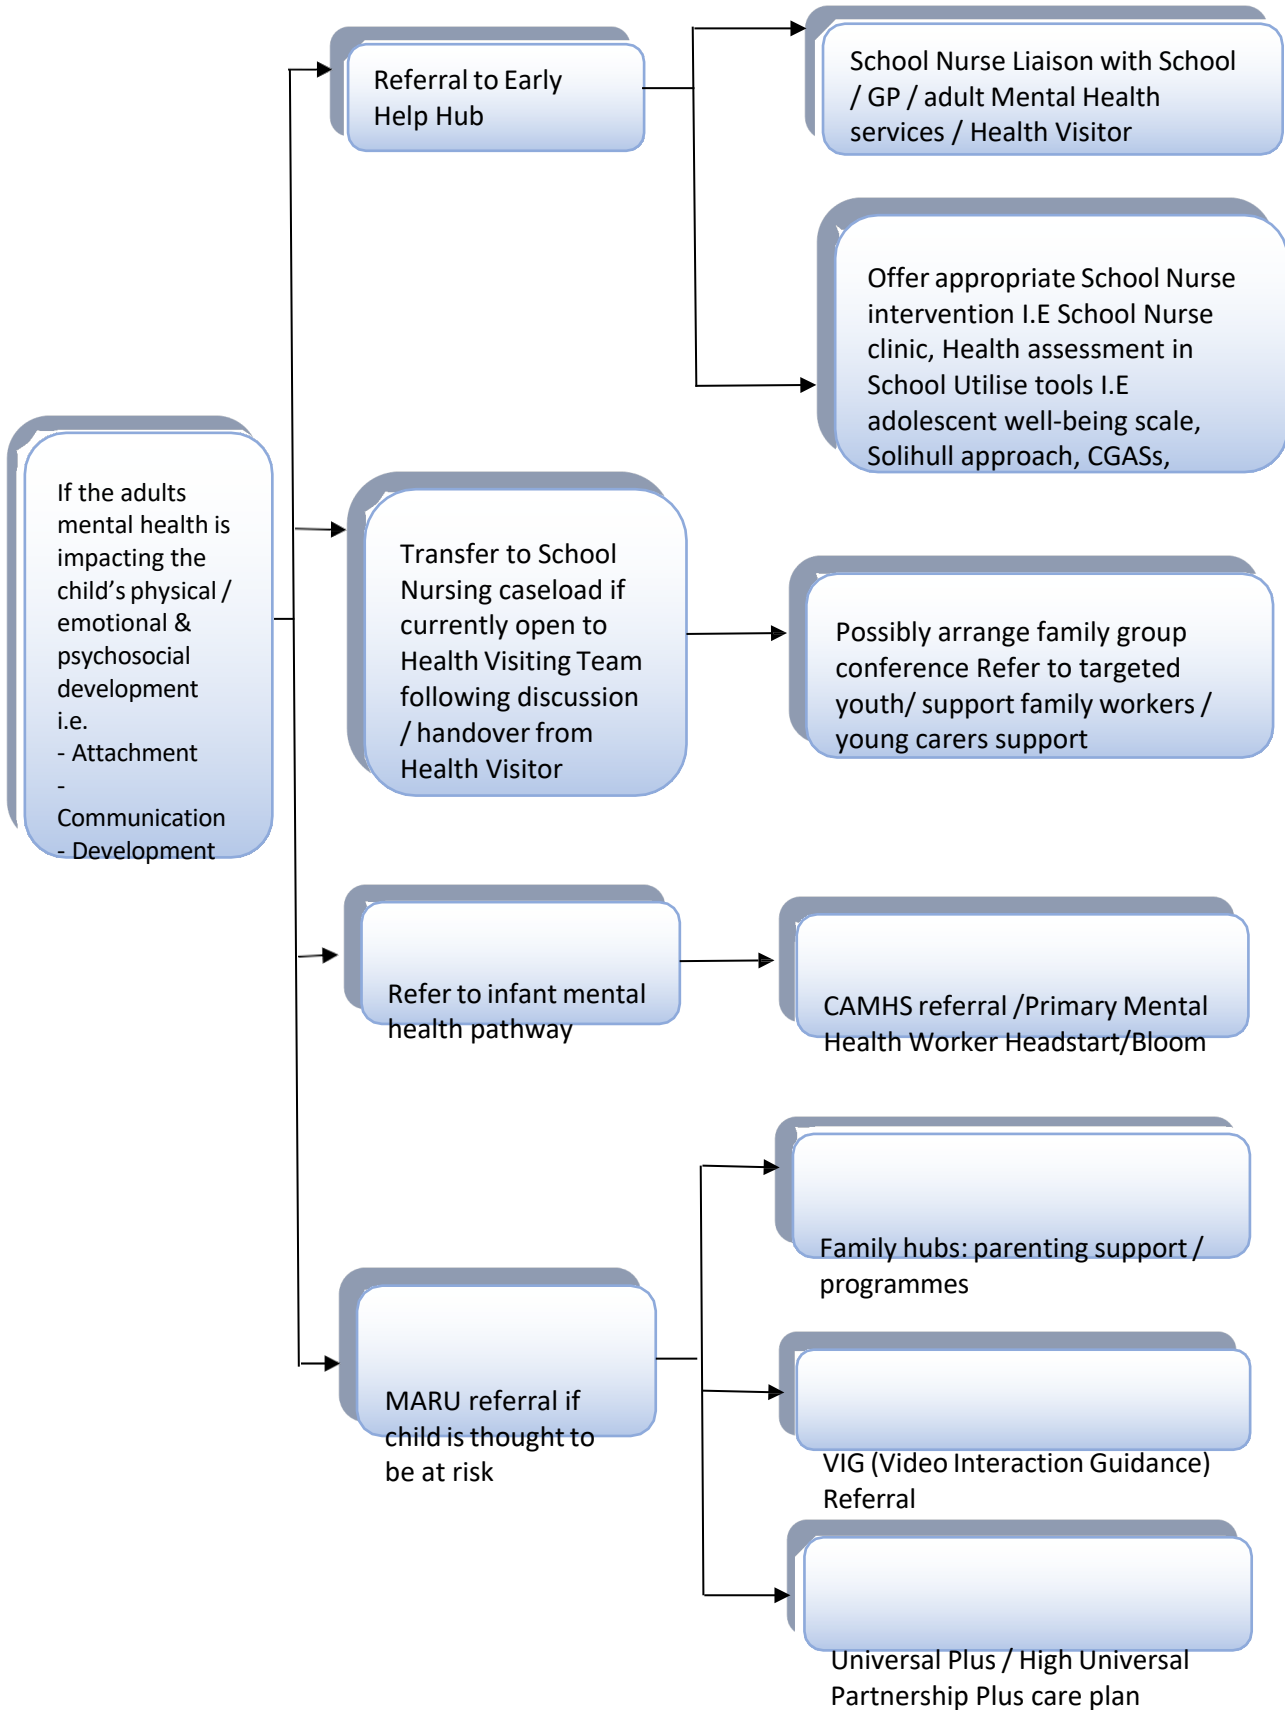 Referral to Early
Help Hub
School Nurse Liaison with School
/ GP / adult Mental Health
services / Health Visitor
Offer appropriate School Nurse
intervention I.E School Nurse
clinic, Health assessment in
School Utilise tools I.E
adolescent well-being scale,
Solihull approach, CGASs,
If the adults
mental health is
impacting the
child’s physical /
emotional &
psychosocial
development
i.e.
- Attachment
-
Communication
- Development
Transfer to School
Nursing caseload if
currently open to
Health Visiting Team
following discussion
/ handover from
Health Visitor
Possibly arrange family group
conference Refer to targeted
youth/ support family workers /
young carers support
Refer to infant mental
health pathway
CAMHS referral /Primary Mental
Health Worker Headstart/Bloom
MARU referral if
child is thought to
be at risk
Family hubs: parenting support /
programmes
VIG (Video Interaction Guidance)
Referral
Universal Plus / High Universal
Partnership Plus care plan